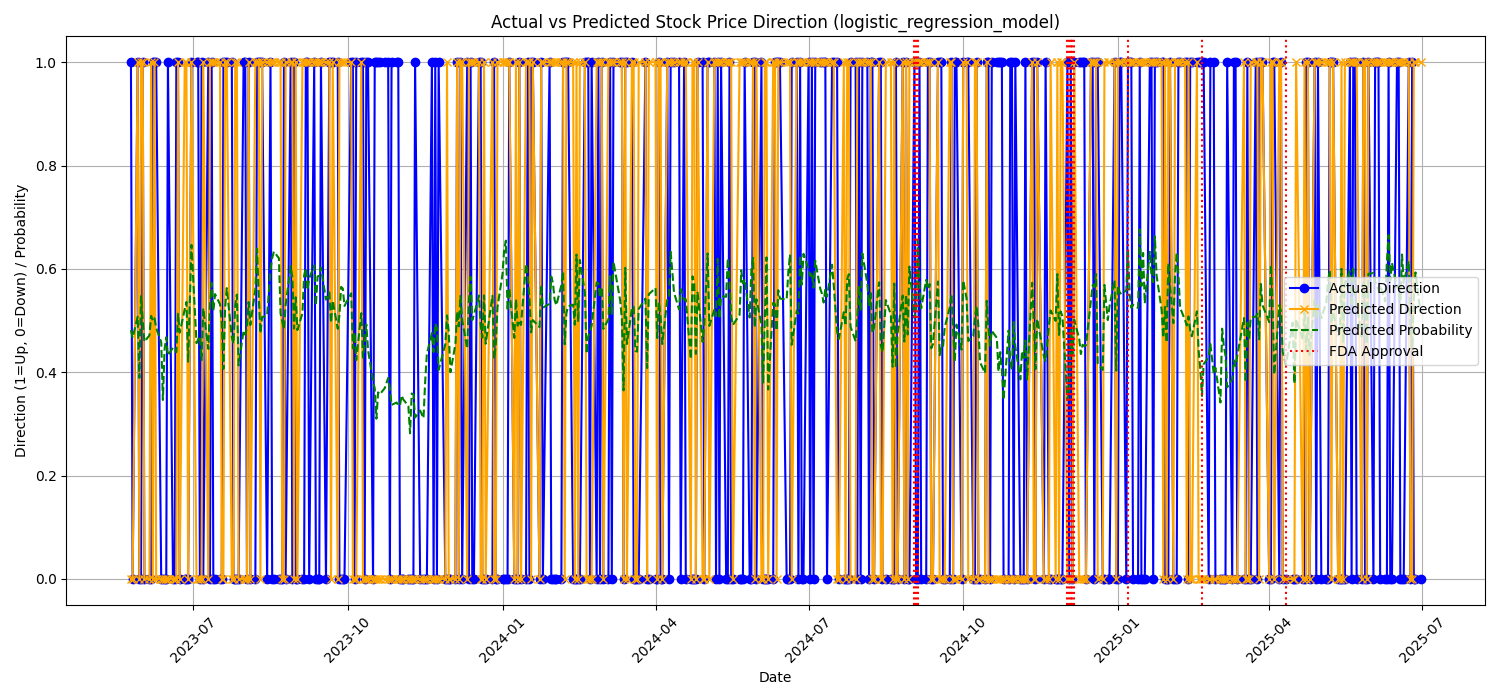 Actual vs Predicted Stock Price Direction (logistic_regression_model)
Direction (1=Up, 0=Down) / Probability
1.0
0.8
0.6
0.4
0.2
0.0
Actual Direction
Predicted Direction
Predicted Probability
FDA Approval
2023-07
2023-10
2024-01
2024-04
2024-07
2024-10
2025-01
2025-04
2025-07
Date